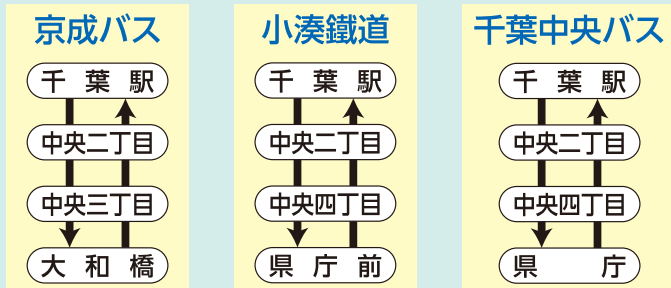 京成バス
千葉駅
中央二丁目
中央三丁目
大和橋
小湊鐵道
千葉駅
中央二丁目
中央四丁目
県庁前
千葉中央バス
千葉駅
中央二丁目
中央四丁目
県庁